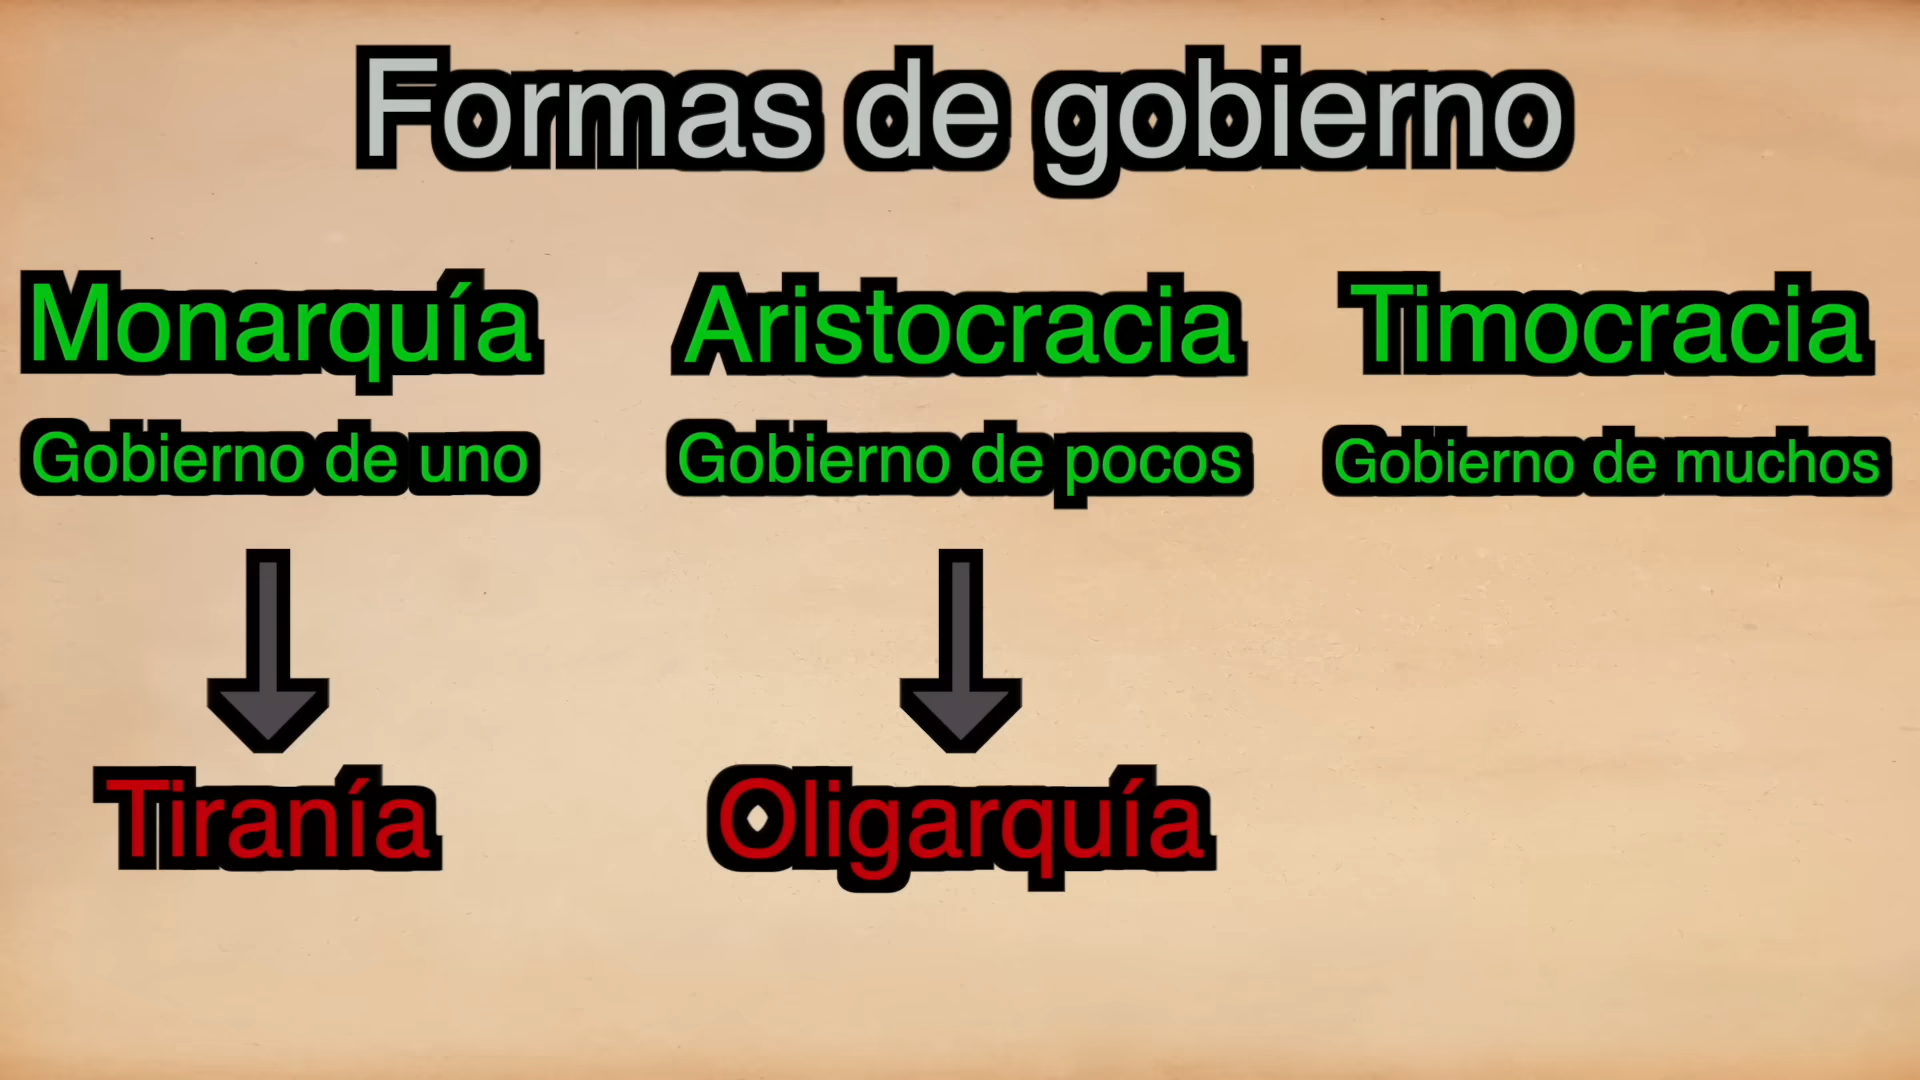 Formas de gobierno
Monarquía Aristocracia Timocracia
Gobierno de uno Gobierno de pocos Gobierno de muchos
Tiranía Oligarquía